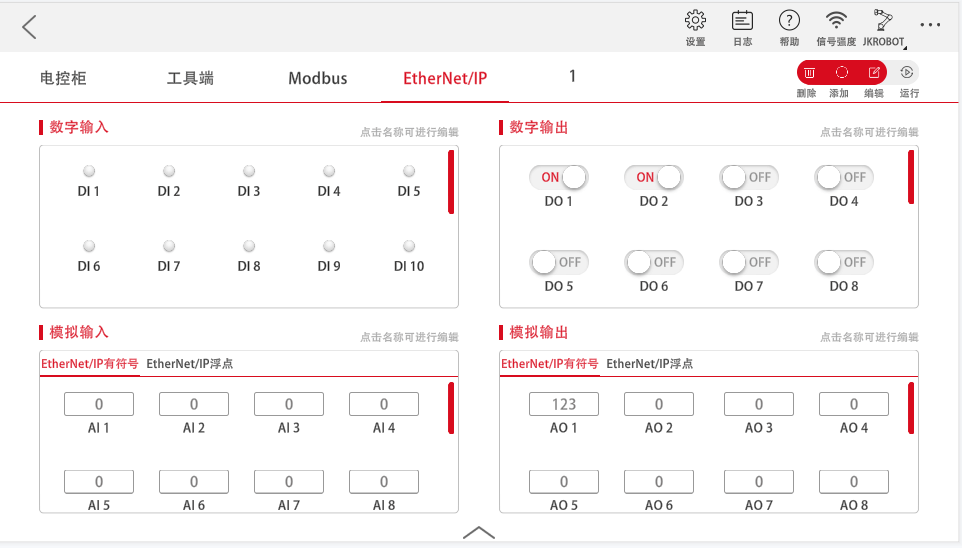 设置 日志 帮助 信号强度 JKROBOT
电控柜 工具端 Modbus EtherNet/IP 1
删除 添加 编辑 运行
数字输入 点击名称可进行编辑
DI 1 DI 2 DI 3 DI 4 DI 5
DI 6 DI 7 DI 8 DI 9 DI 10
数字输出 点击名称可进行编辑
ON ON OFF OFF
DO 1 DO 2 DO 3 DO 4
OFF OFF OFF OFF
DO 5 DO 6 DO 7 DO 8
模拟输入 点击名称可进行编辑
EtherNet/IP有符号 EtherNet/IP浮点
0 0 0 0
AI 1 AI 2 AI 3 AI 4
0 0 0 0
AI 5 AI 6 AI 7 AI 8
模拟输出 点击名称可进行编辑
EtherNet/IP有符号 EtherNet/IP浮点
123 0 0 0
AO 1 AO 2 AO 3 AO 4
0 0 0 0
AO 5 AO 6 AO 7 AO 8